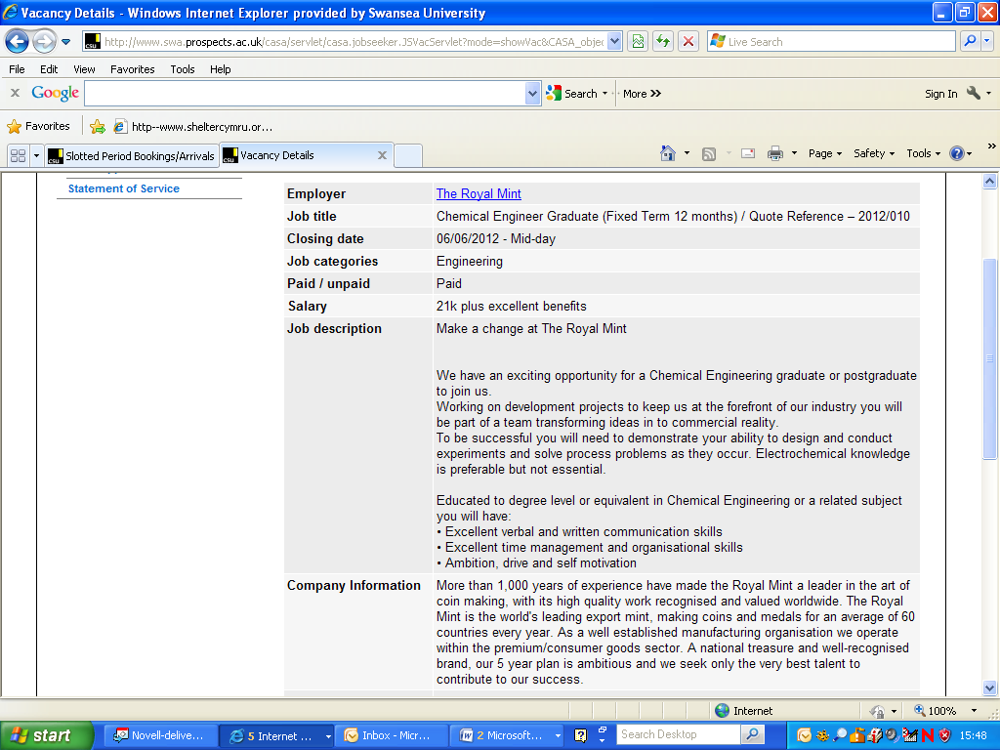 Vacancy Details - Windows Internet Explorer provided by Swansea University
CSU http://www.swa.prospects.ac.uk/casa/servlet/casa.jobseeker.JSVacServlet?mode=showVac&CASA_objec Live Search
File Edit View Favorites Tools Help
x Google Search More >> Sign In
Favorites http--www.sheltercymru.or...
CSU Slotted Period Bookings/Arrivals CSU Vacancy Details X Page Safety Tools >>
Statement of Service
Employer The Royal Mint
Job title Chemical Engineer Graduate (Fixed Term 12 months) / Quote Reference – 2012/010
Closing date 06/06/2012 - Mid-day
Job categories Engineering
Paid / unpaid Paid
Salary 21k plus excellent benefits
Job description Make a change at The Royal Mint
We have an exciting opportunity for a Chemical Engineering graduate or postgraduate
to join us.
Working on development projects to keep us at the forefront of our industry you will
be part of a team transforming ideas in to commercial reality.
To be successful you will need to demonstrate your ability to design and conduct
experiments and solve process problems as they occur. Electrochemical knowledge
is preferable but not essential.
Educated to degree level or equivalent in Chemical Engineering or a related subject
you will have:
• Excellent verbal and written communication skills
• Excellent time management and organisational skills
• Ambition, drive and self motivation
Company Information More than 1,000 years of experience have made the Royal Mint a leader in the art of
coin making, with its high quality work recognised and valued worldwide. The Royal
Mint is the world's leading export mint, making coins and medals for an average of 60
countries every year. As a well established manufacturing organisation we operate
within the premium/consumer goods sector. A national treasure and well-recognised
brand, our 5 year plan is ambitious and we seek only the very best talent to
contribute to our success.
Internet 100%
start Novell-delive... 5 Internet ... Inbox - Micr... 2 Microsoft... Search Desktop 15:48